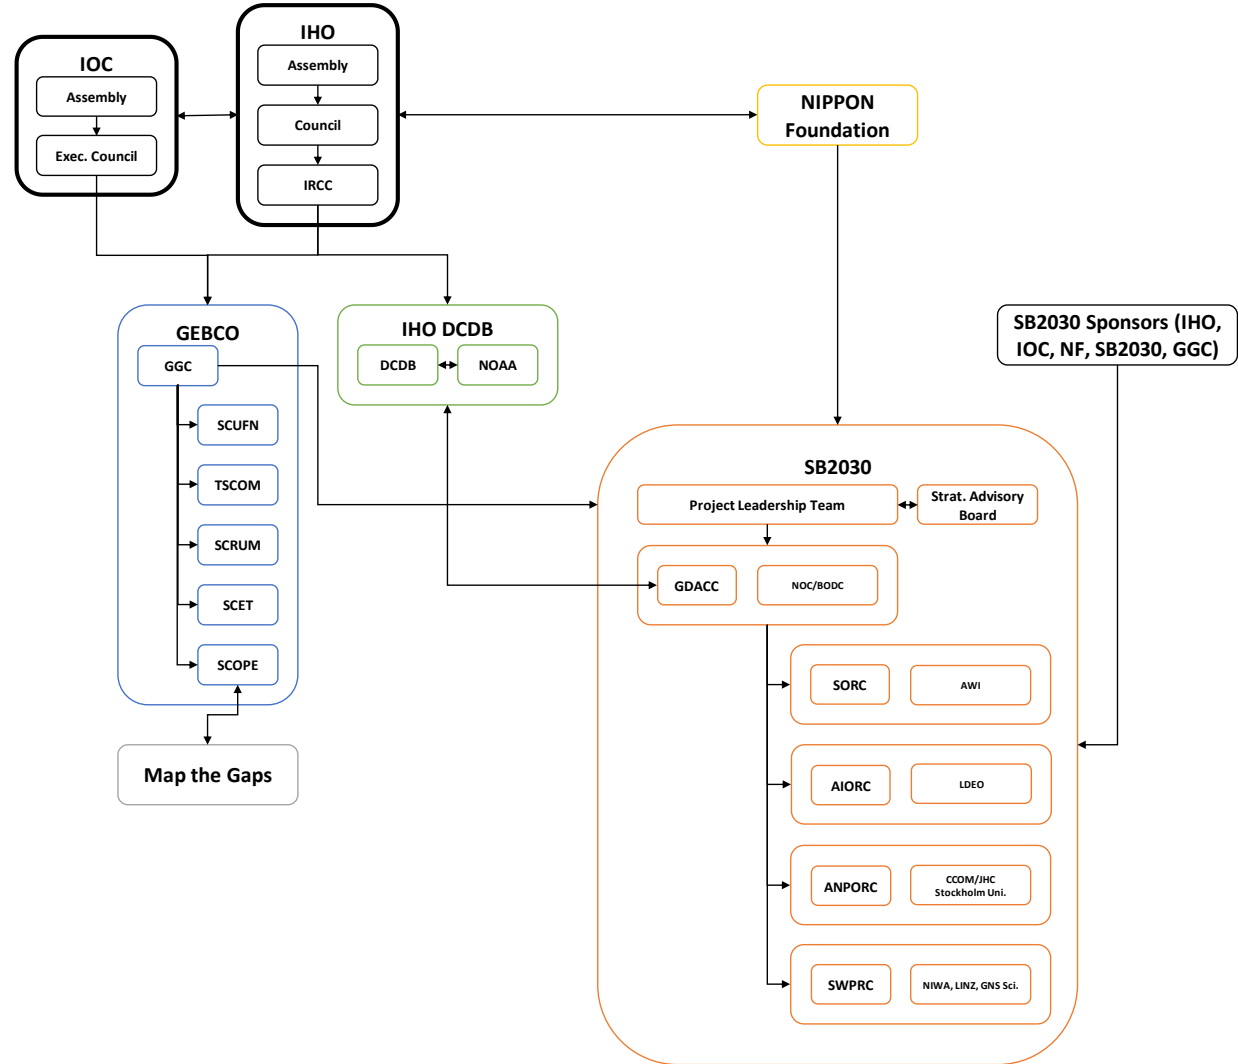 IOC
Assembly
Exec. Council
IHO
Assembly
Council
IRCC
NIPPON
Foundation
GEBCO
GGC
SCUFN
TSCOM
SCRUM
SCET
SCOPE
Map the Gaps
IHO DCDB
DCDB
NOAA
SB2030 Sponsors (IHO,
IOC, NF, SB2030, GGC)
SB2030
Project Leadership Team
Strat. Advisory
Board
GDACC
NOC/BODC
SORC
AWI
AIORC
LDEO
ANPORC
CCOM/JHC
Stockholm Uni.
SWPRC
NIWA, LINZ, GNS Sci.